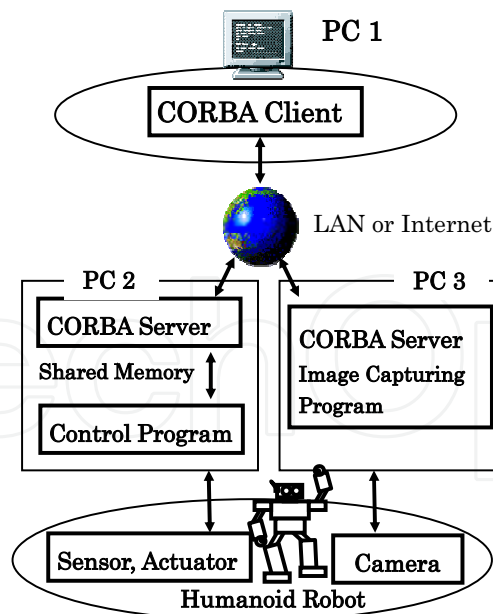 PC 1
CORBA Client
LAN or Internet
PC 2
CORBA Server
Shared Memory
Control Program
PC 3
CORBA Server
Image Capturing
Program
Sensor, Actuator
Camera
Humanoid Robot